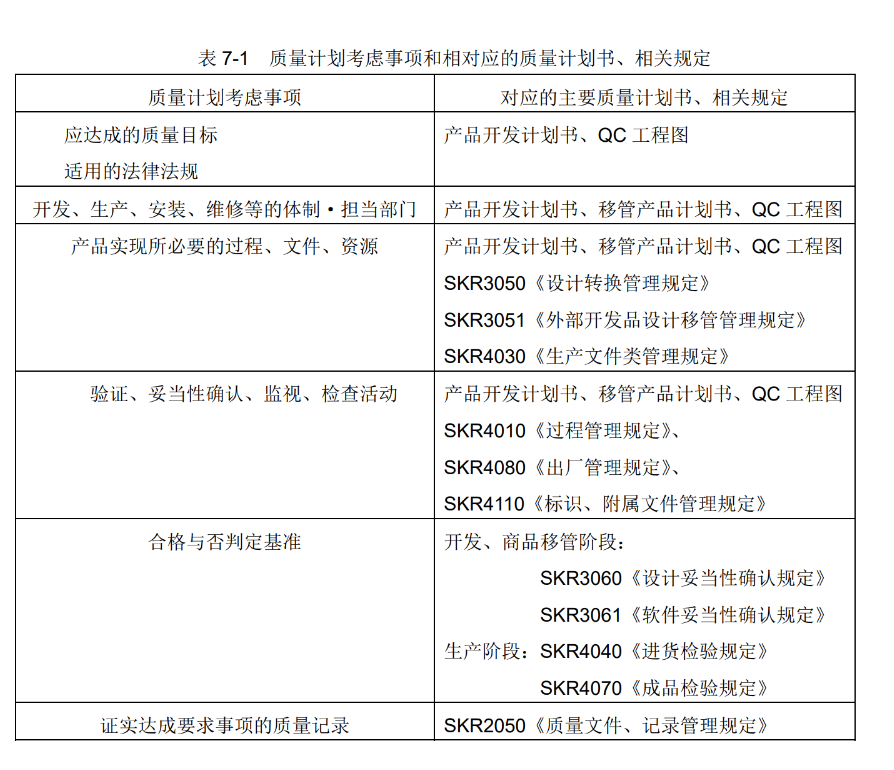 表 7-1 质量计划考虑事项和相对应的质量计划书、相关规定
质量计划考虑事项 对应的主要质量计划书、相关规定
应达成的质量目标 产品开发计划书、QC 工程图
适用的法律法规
开发、生产、安装、维修等的体制·担当部门 产品开发计划书、移管产品计划书、QC 工程图
产品实现所必要的过程、文件、资源 产品开发计划书、移管产品计划书、QC 工程图
SKR3050《设计转换管理规定》
SKR3051《外部开发品设计移管管理规定》
SKR4030《生产文件类管理规定》
验证、妥当性确认、监视、检查活动 产品开发计划书、移管产品计划书、QC 工程图
SKR4010《过程管理规定》、
SKR4080《出厂管理规定》、
SKR4110《标识、附属文件管理规定》
合格与否判定基准 开发、商品移管阶段：
SKR3060《设计妥当性确认规定》
SKR3061《软件妥当性确认规定》
生产阶段：SKR4040《进货检验规定》
SKR4070《成品检验规定》
证实达成要求事项的质量记录 SKR2050《质量文件、记录管理规定》